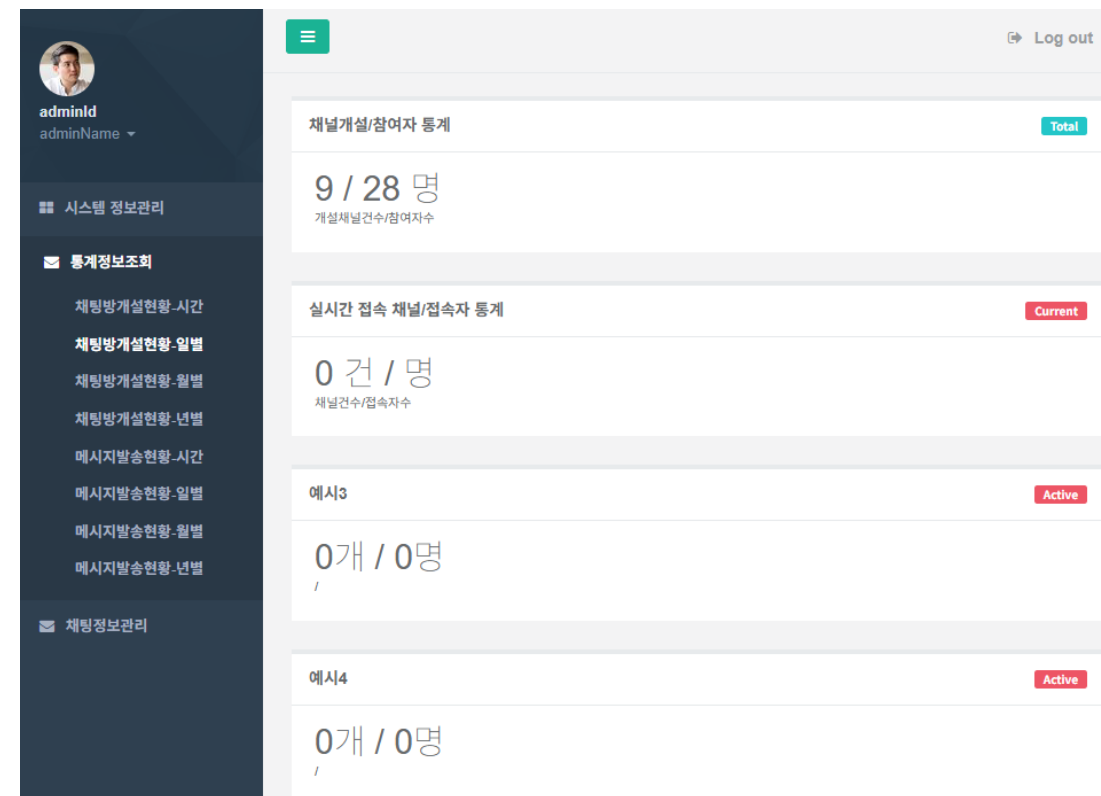 adminId
adminName
시스템 정보관리
통계정보조회
채팅방개설현황-시간
채팅방개설현황-일별
채팅방개설현황-월별
채팅방개설현황-년별
메시지발송현황-시간
메시지발송현황-일별
메시지발송현황-월별
메시지발송현황-년별
채팅정보관리
Log out
채널개설/참여자 통계 Total
9 / 28 명
개설채널건수/참여자수
실시간 접속 채널/접속자 통계 Current
0 건 / 명
채널건수/접속자수
예시3 Active
0개 / 0명
/
예시4 Active
0개 / 0명
/